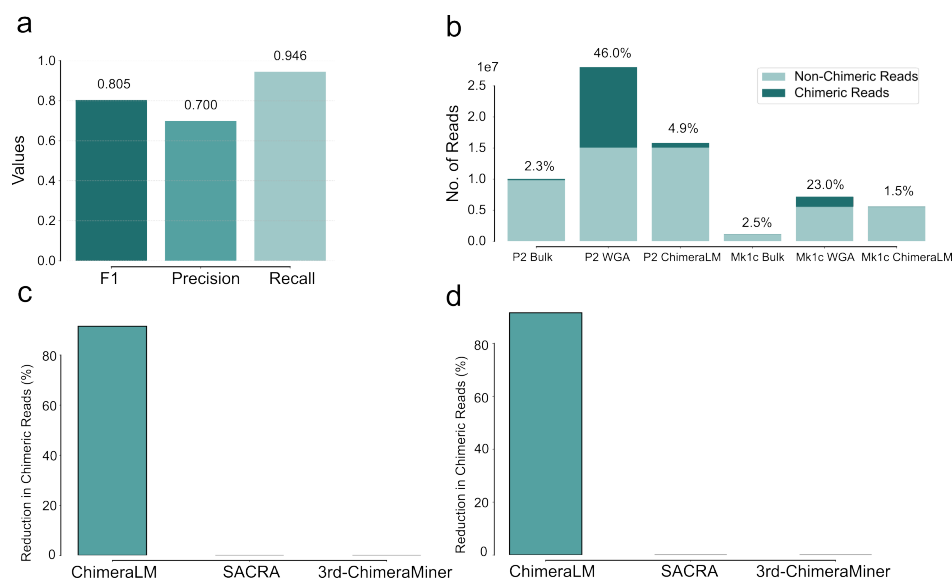 a
0.946
0.805
0.700
1.0
0.8
0.6
0.4
0.2
0.0
Values
F1 Precision Recall
b
46.0%
1e7
Non-Chimeric Reads
Chimeric Reads
2.5
2.0
1.5
1.0
0.5
0.0
No. of Reads
2.3%
4.9%
2.5%
23.0%
1.5%
P2 Bulk P2 WGA P2 ChimeraLM Mk1c Bulk Mk1c WGA Mk1c ChimeraLM
c
80
60
40
20
0
Reduction in Chimeric Reads (%)
ChimeraLM SACRA 3rd-ChimeraMiner
d
80
60
40
20
0
Reduction in Chimeric Reads (%)
ChimeraLM SACRA 3rd-ChimeraMiner